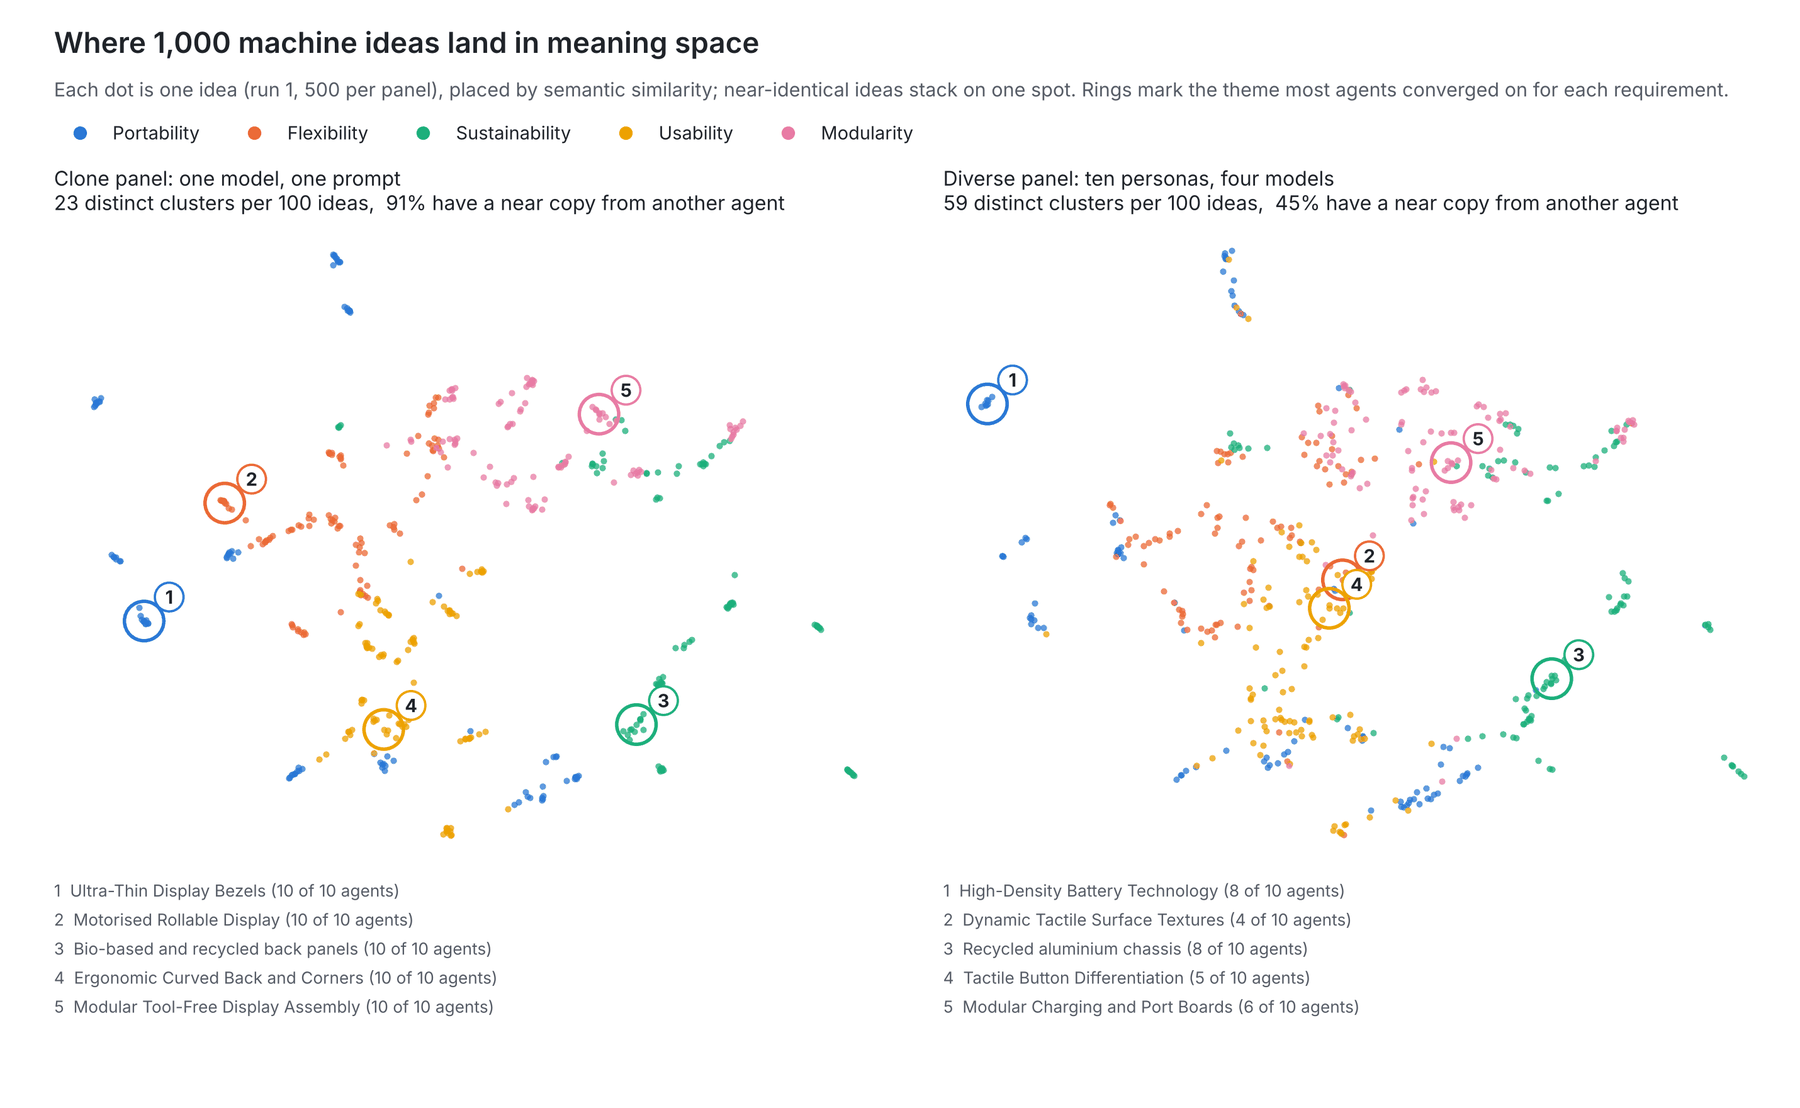 Where 1,000 machine ideas land in meaning space
Each dot is one idea (run 1, 500 per panel), placed by semantic similarity; near-identical ideas stack on one spot. Rings mark the theme most agents converged on for each requirement.
Portability Flexibility Sustainability Usability Modularity
Clone panel: one model, one prompt
23 distinct clusters per 100 ideas, 91% have a near copy from another agent
5
2
1
4
3
1 Ultra-Thin Display Bezels (10 of 10 agents)
2 Motorised Rollable Display (10 of 10 agents)
3 Bio-based and recycled back panels (10 of 10 agents)
4 Ergonomic Curved Back and Corners (10 of 10 agents)
5 Modular Tool-Free Display Assembly (10 of 10 agents)
Diverse panel: ten personas, four models
59 distinct clusters per 100 ideas, 45% have a near copy from another agent
1
5
2
4
3
1 High-Density Battery Technology (8 of 10 agents)
2 Dynamic Tactile Surface Textures (4 of 10 agents)
3 Recycled aluminium chassis (8 of 10 agents)
4 Tactile Button Differentiation (5 of 10 agents)
5 Modular Charging and Port Boards (6 of 10 agents)